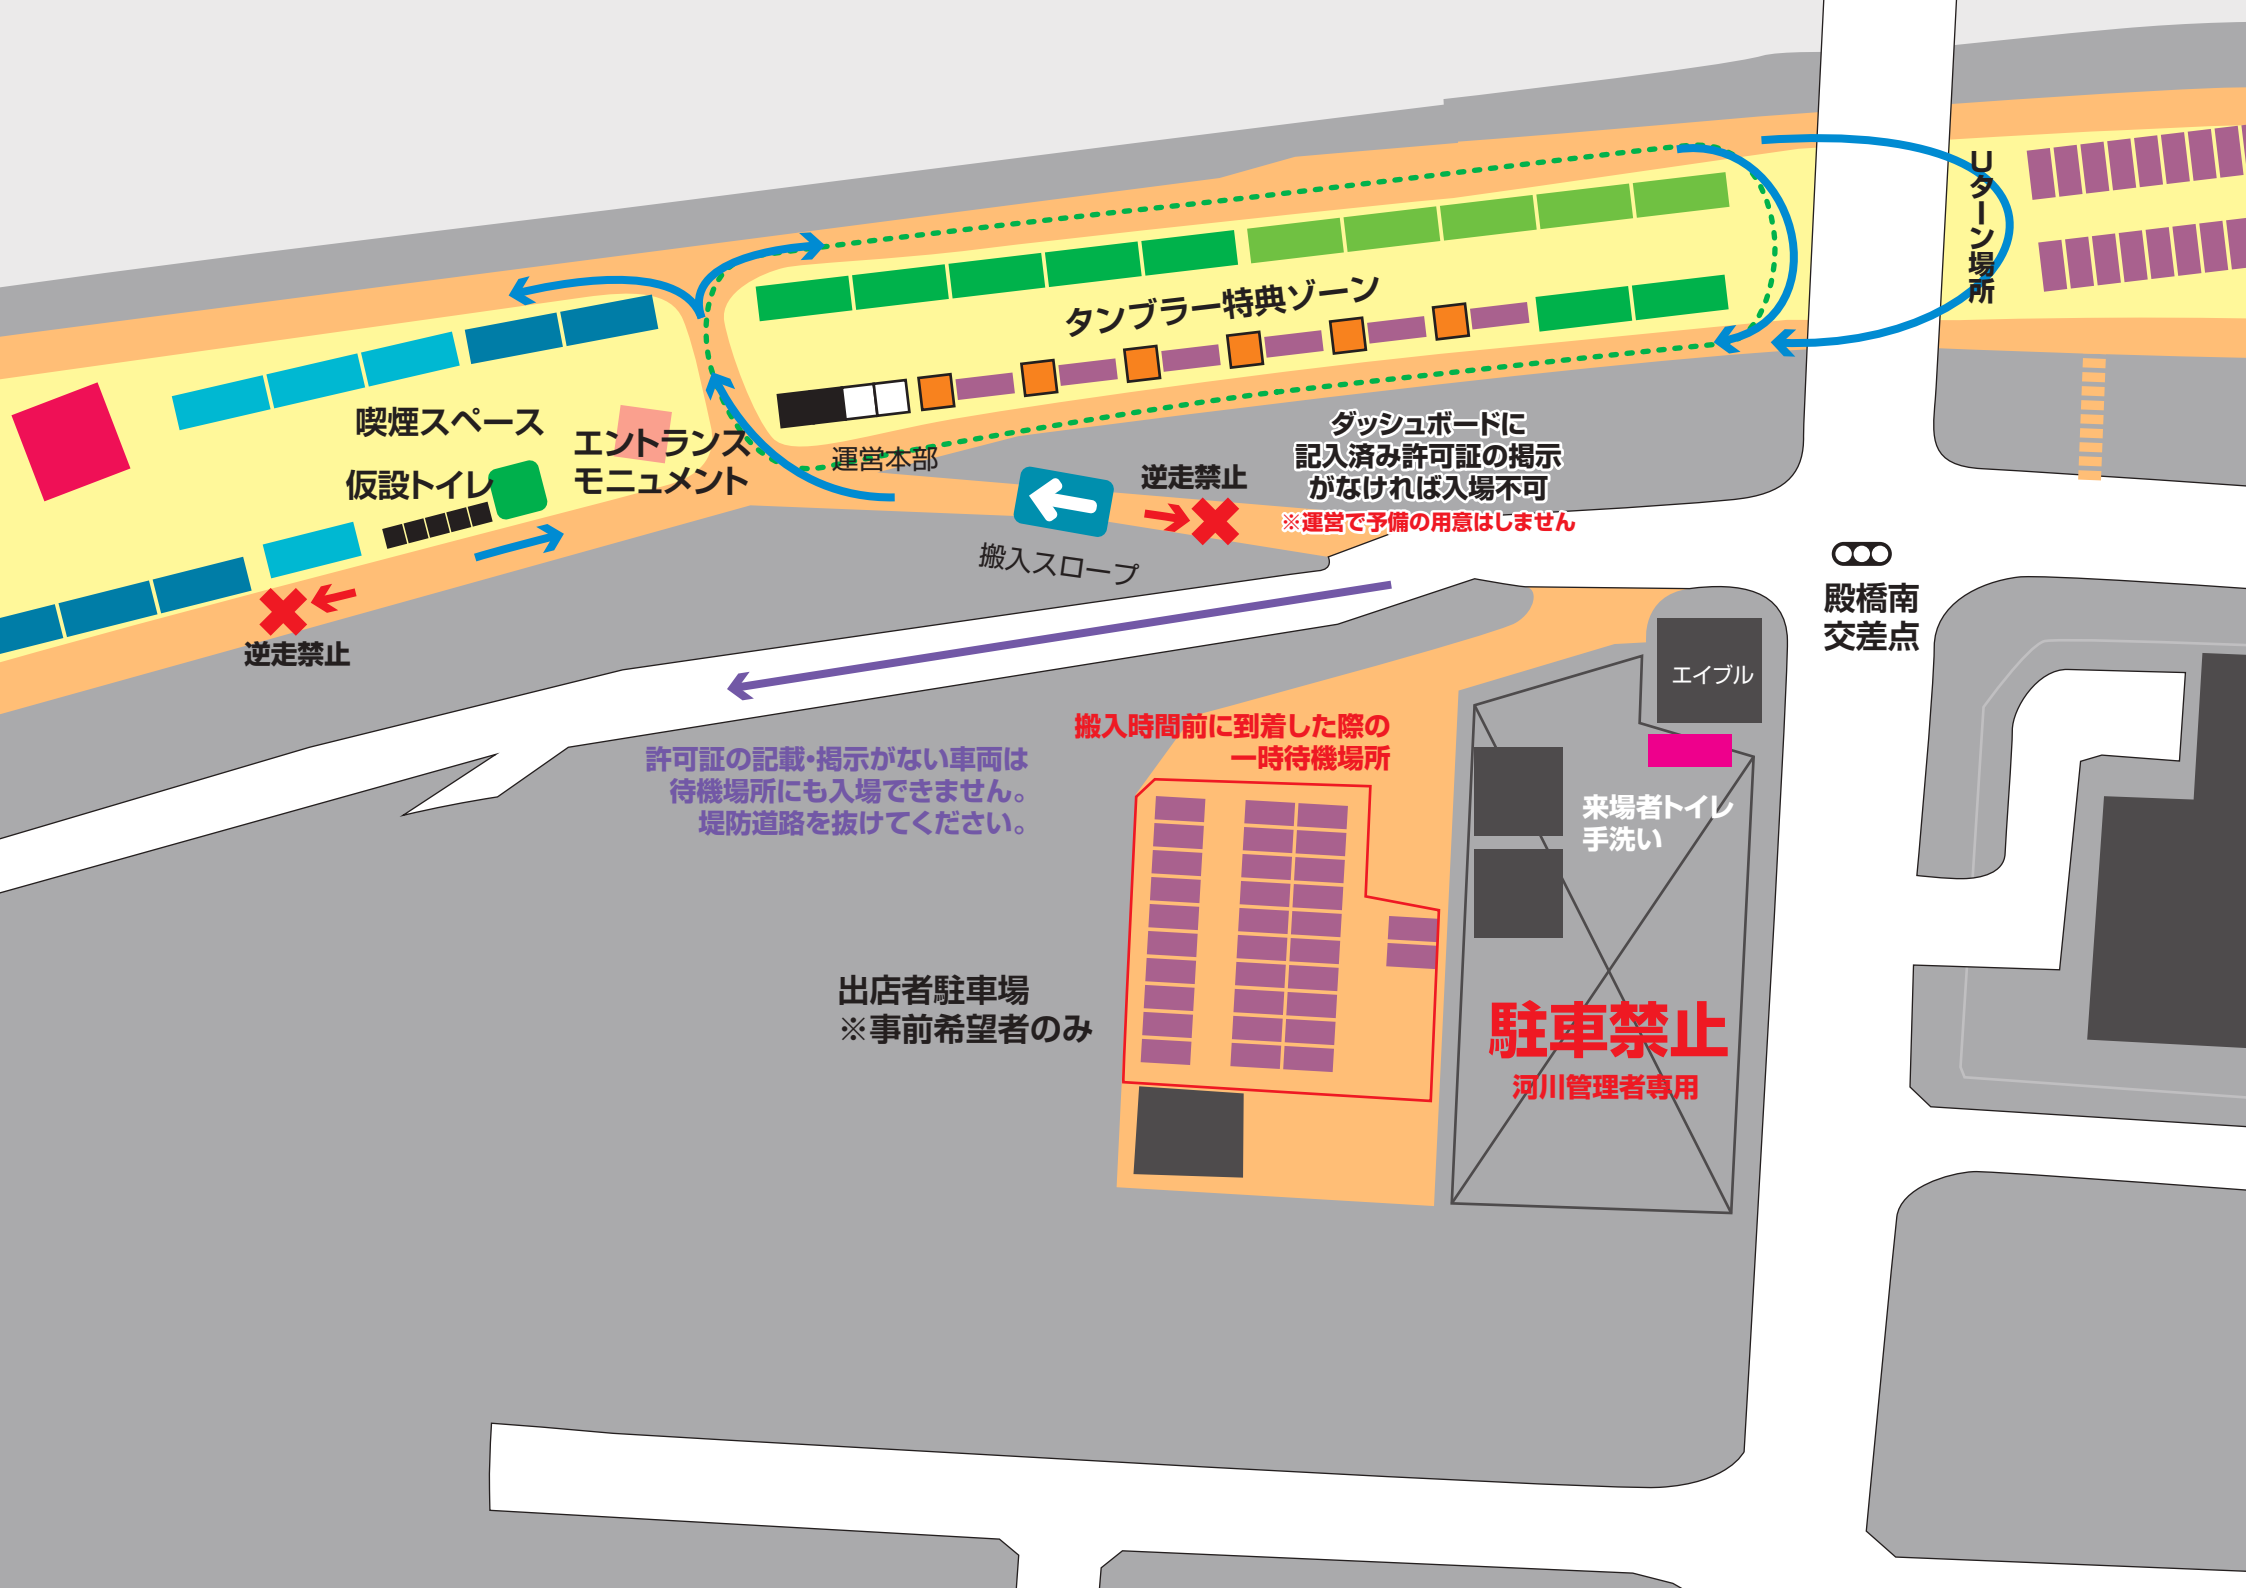 Uターン場所
タンブラー特典ゾーン
喫煙スペース
エントランス
モニュメント
仮設トイレ
運営本部
ダッシュボードに
記入済み許可証の掲示
がなければ入場不可
※運営で予備の用意はしません
逆走禁止
搬入スロープ
逆走禁止
殿橋南
交差点
エイブル
搬入時間前に到着した際の
一時待機場所
許可証の記載・掲示がない車両は
待機場所にも入場できません。
堤防道路を抜けてください。
来場者トイレ
手洗い
出店者駐車場
※事前希望者のみ
駐車禁止
河川管理者専用